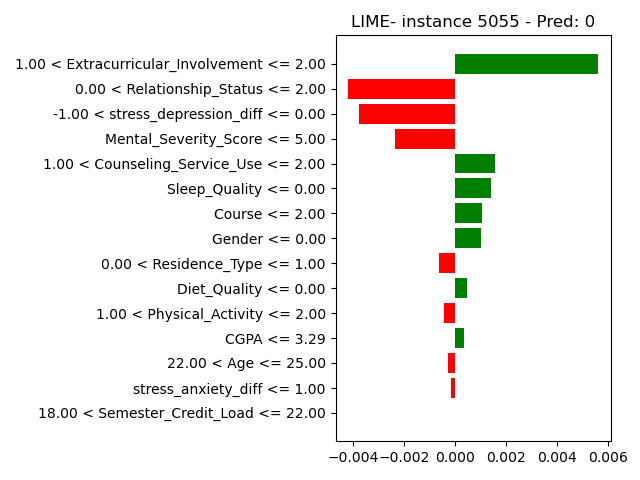 LIME- instance 5055 - Pred: 0
1.00 < Extracurricular_Involvement <= 2.00
0.00 < Relationship_Status <= 2.00
-1.00 < stress_depression_diff <= 0.00
Mental_Severity_Score <= 5.00
1.00 < Counseling_Service_Use <= 2.00
Sleep_Quality <= 0.00
Course <= 2.00
Gender <= 0.00
0.00 < Residence_Type <= 1.00
Diet_Quality <= 0.00
1.00 < Physical_Activity <= 2.00
CGPA <= 3.29
22.00 < Age <= 25.00
stress_anxiety_diff <= 1.00
18.00 < Semester_Credit_Load <= 22.00
−0.004 −0.002 0.000 0.002 0.004 0.006